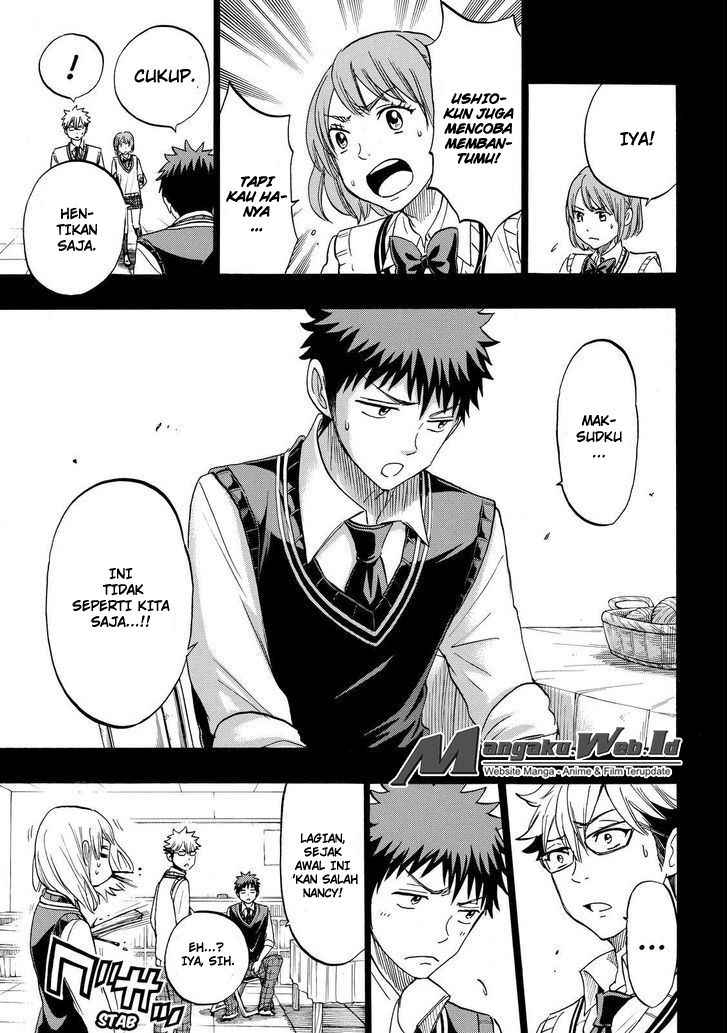 IYA!
USHIO-
KUN JUGA
MENCOBA
MEMBAN-
TUMU!
TAPI
KAU HA-
NYA
...
CUKUP.
!
HEN-
TIKAN
SAJA.
MAK-
SUDKU
...
INI
TIDAK
SEPERTI KITA
SAJA...!!
Mangaku.Web.Id
Website Manga - Anime & Film Terupdate
...
LAGIAN,
SEJAK
AWAL INI
'KAN SALAH
NANCY!
EH...?
IYA, SIH.
STAB